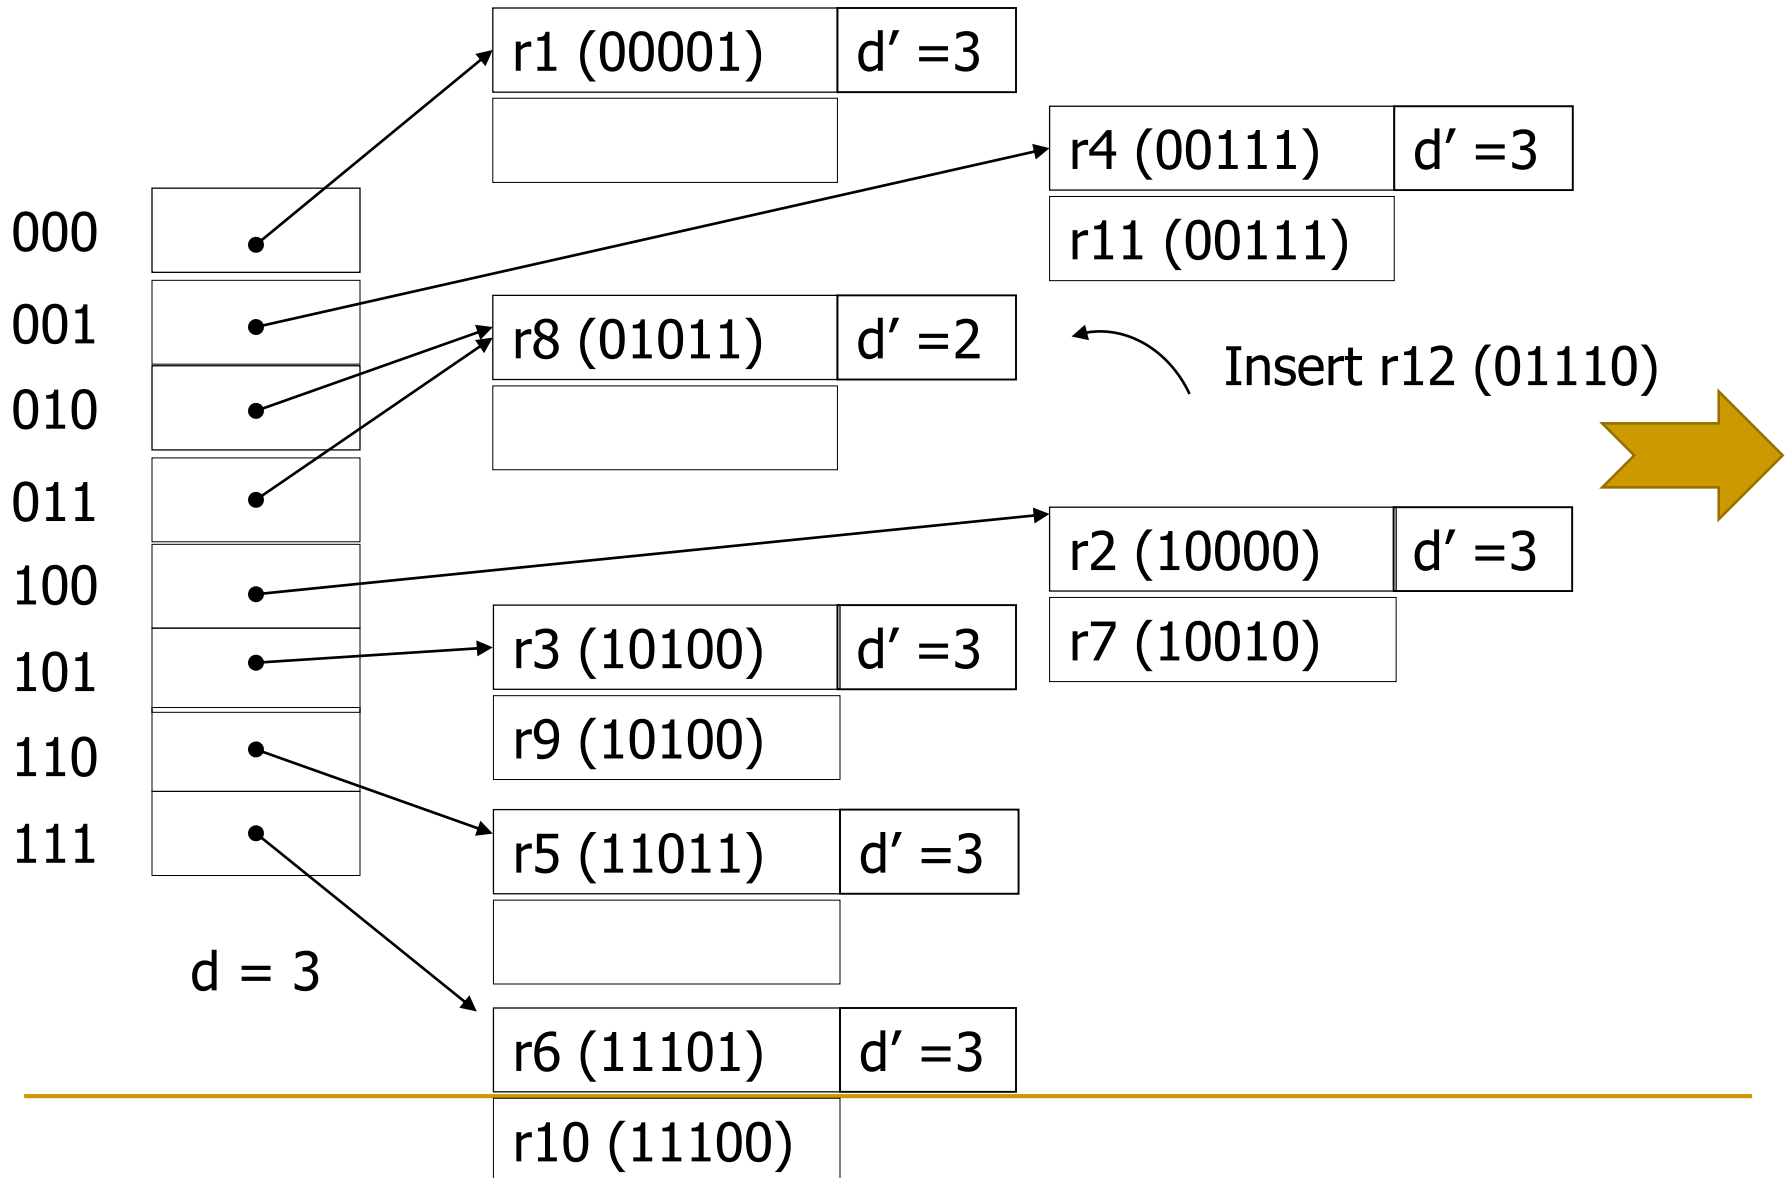 r1 (00001) d′ =3
r4 (00111) d′ =3
000
r11 (00111)
001
r8 (01011) d′ =2
Insert r12 (01110)
010
011
r2 (10000) d′ =3
100
r3 (10100) d′ =3
r7 (10010)
101
r9 (10100)
110
111
r5 (11011) d′ =3
d = 3
r6 (11101) d′ =3
r10 (11100)